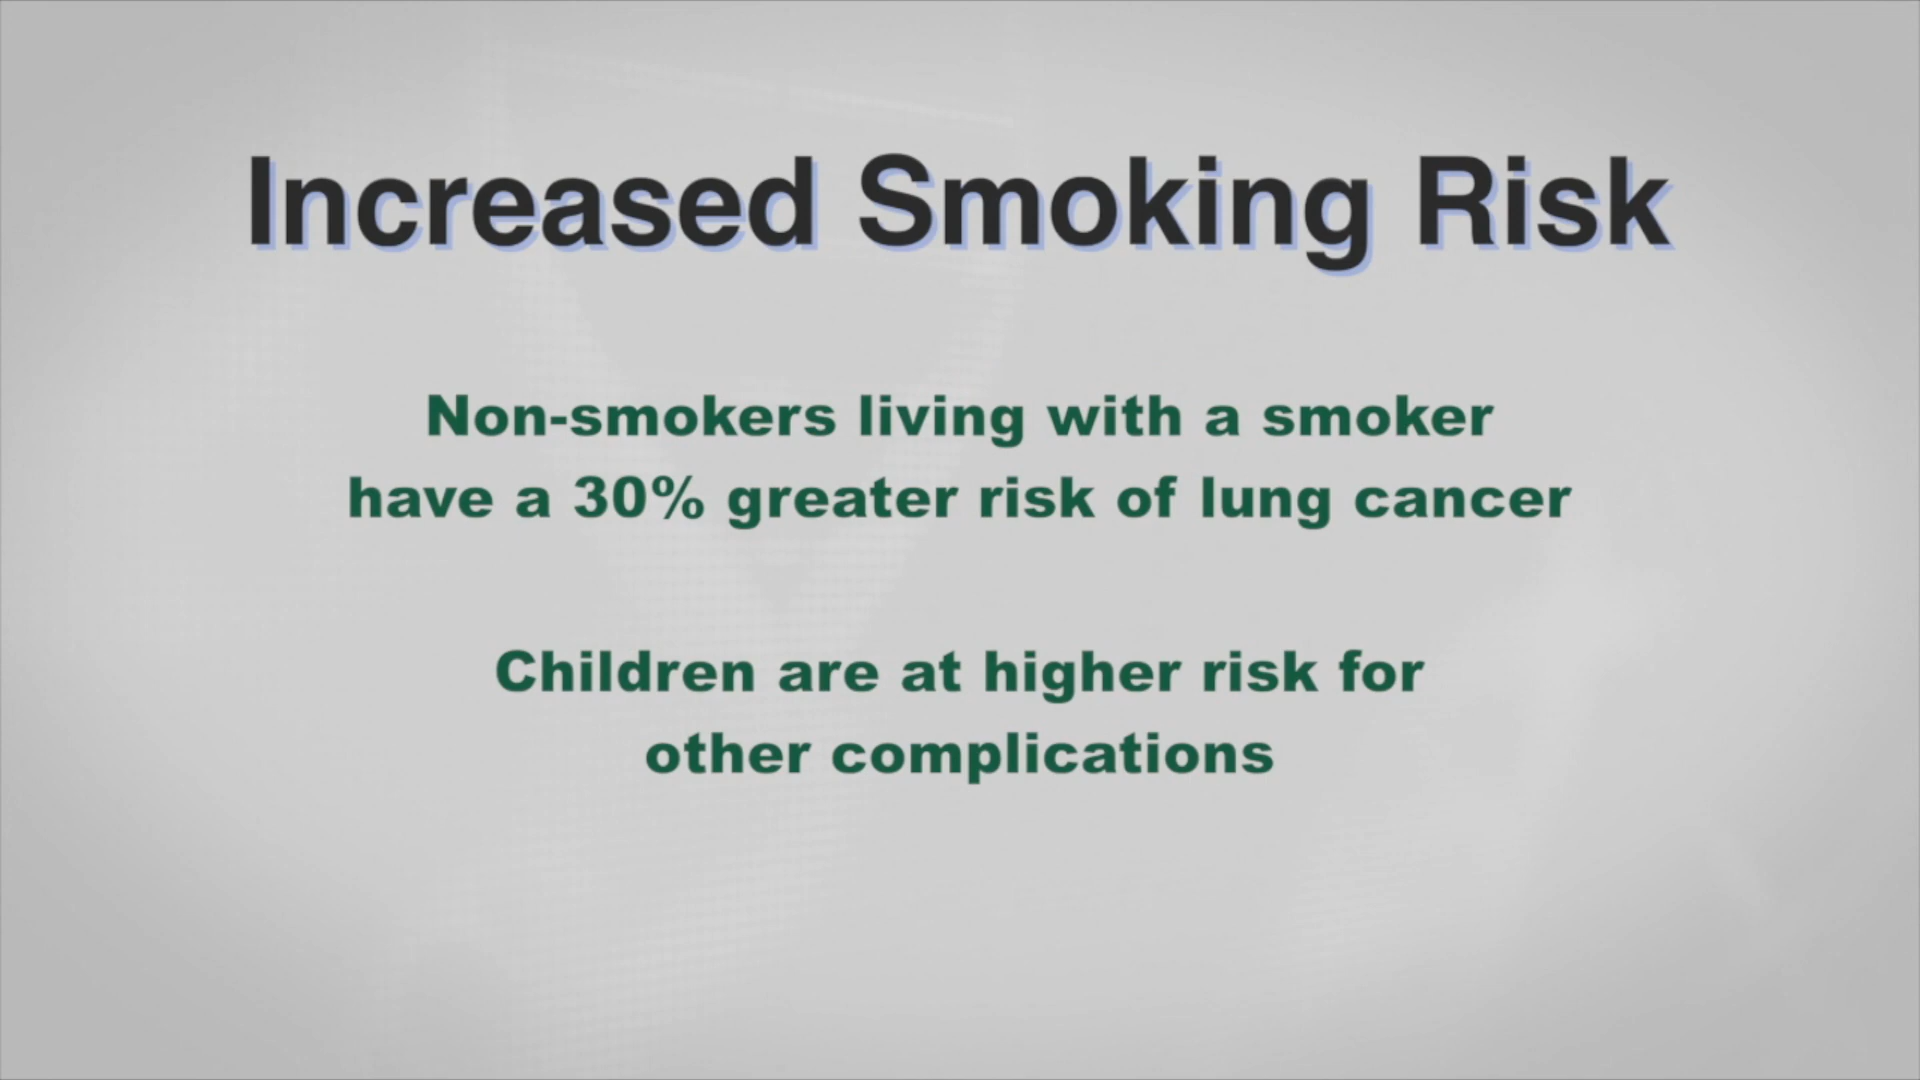 Increased Smoking Risk
Non-smokers living with a smoker
have a 30% greater risk of lung cancer
Children are at higher risk for
other complications